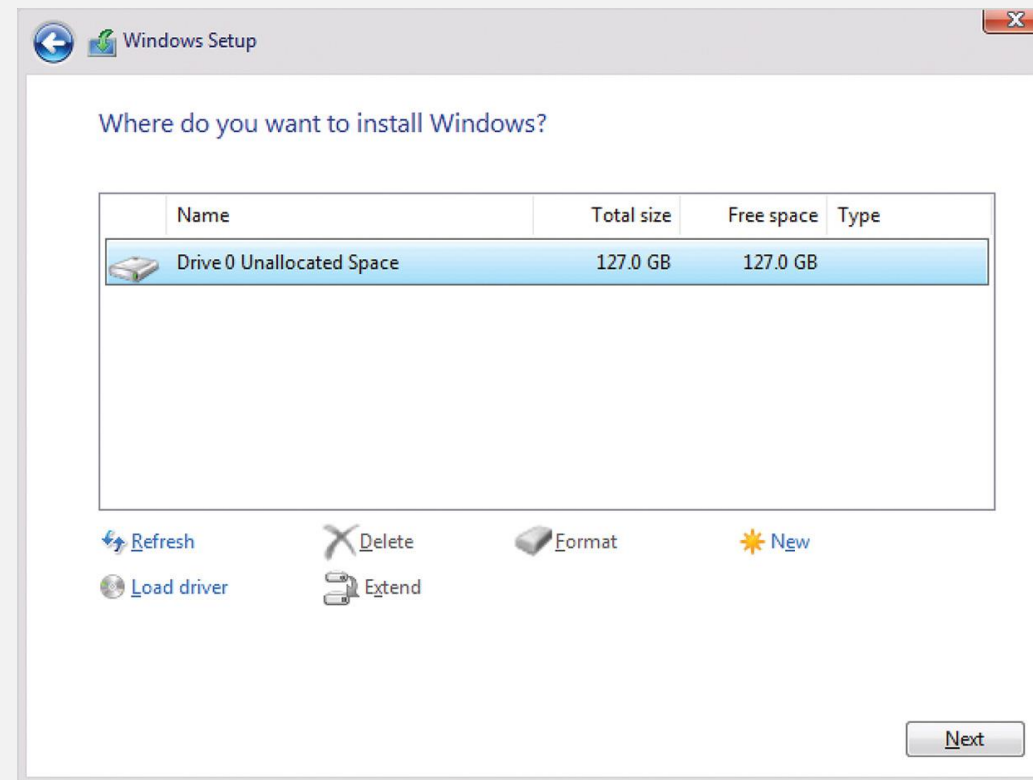 Windows Setup
Where do you want to install Windows?
Name Total size Free space Type
Drive 0 Unallocated Space 127.0 GB 127.0 GB
Refresh Delete Format New
Load driver Extend
Next